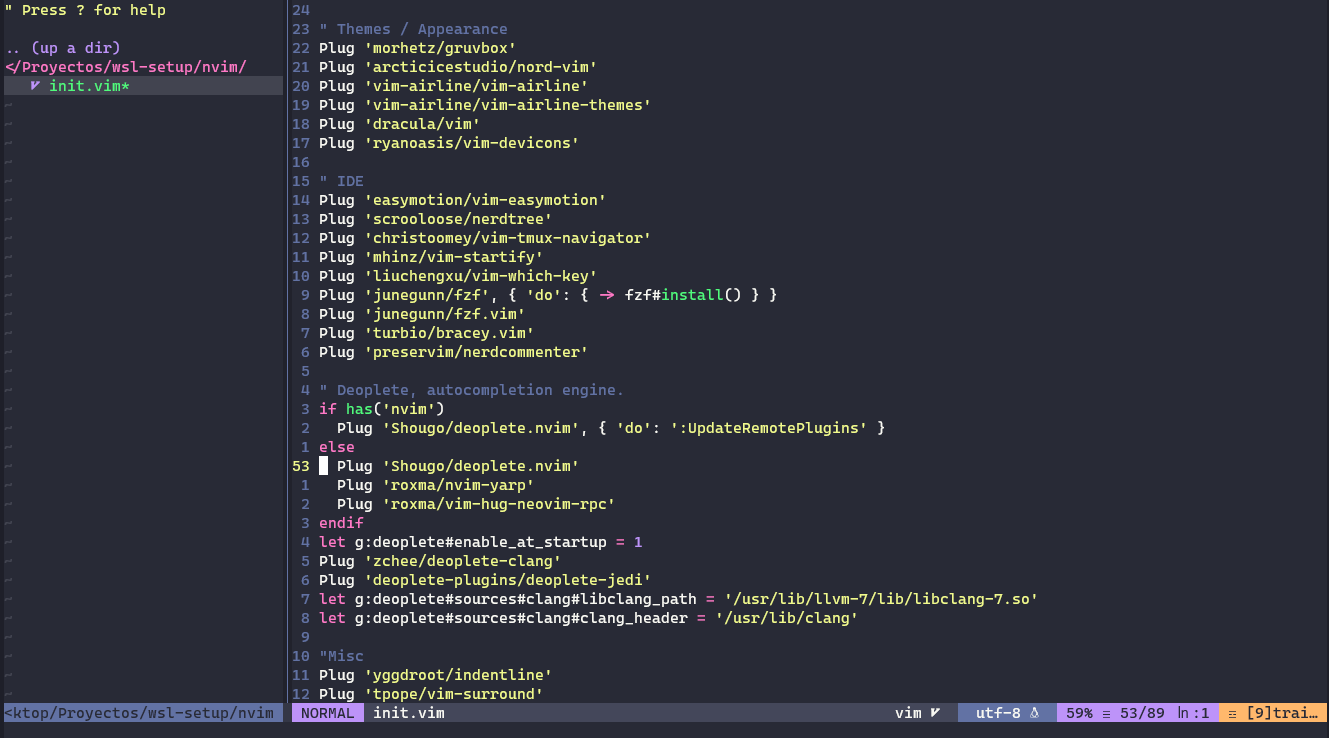 " Press ? for help
.. (up a dir)
</Proyectos/wsl-setup/nvim/
init.vim*
24
23 " Themes / Appearance
22 Plug 'morhetz/gruvbox'
21 Plug 'arcticicestudio/nord-vim'
20 Plug 'vim-airline/vim-airline'
19 Plug 'vim-airline/vim-airline-themes'
18 Plug 'dracula/vim'
17 Plug 'ryanoasis/vim-devicons'
16
15 " IDE
14 Plug 'easymotion/vim-easymotion'
13 Plug 'scrooloose/nerdtree'
12 Plug 'christoomey/vim-tmux-navigator'
11 Plug 'mhinz/vim-startify'
10 Plug 'liuchengxu/vim-which-key'
9 Plug 'junegunn/fzf', { 'do': { -> fzf#install() } }
8 Plug 'junegunn/fzf.vim'
7 Plug 'turbio/bracey.vim'
6 Plug 'preservim/nerdcommenter'
5
4 " Deoplete, autocompletion engine.
3 if has('nvim')
2   Plug 'Shougo/deoplete.nvim', { 'do': ':UpdateRemotePlugins' }
1 else
53   Plug 'Shougo/deoplete.nvim'
1   Plug 'roxma/nvim-yarp'
2   Plug 'roxma/vim-hug-neovim-rpc'
3 endif
4 let g:deoplete#enable_at_startup = 1
5 Plug 'zchee/deoplete-clang'
6 Plug 'deoplete-plugins/deoplete-jedi'
7 let g:deoplete#sources#clang#libclang_path = '/usr/lib/llvm-7/lib/libclang-7.so'
8 let g:deoplete#sources#clang#clang_header = '/usr/lib/clang'
9
10 "Misc
11 Plug 'yggdroot/indentline'
12 Plug 'tpope/vim-surround'
<ktop/Proyectos/wsl-setup/nvim NORMAL init.vim vim utf-8 59% ≡ 53/89 ln:1 ≡ [9]trai…